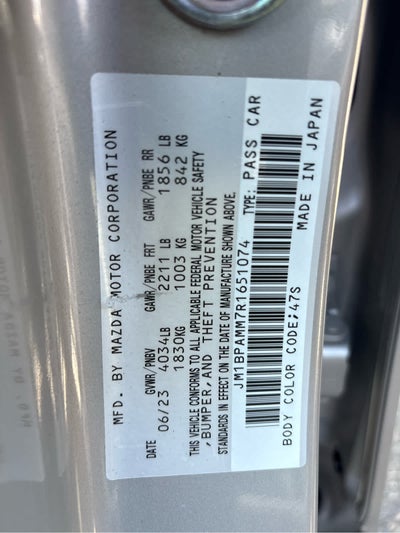 MFD. BY MAZDA MOTOR CORPORATION
DATE GVWR/PNBV GAWR/PNBE FRT GAWR/PNBE RR
06/23 4034LB 2211 LB 1856 LB
1830KG 1003 KG 842 KG
THIS VEHICLE CONFORMS TO ALL APPLICABLE FEDERAL MOTOR VEHICLE SAFETY
,BUMPER,AND THEFT PREVENTION
STANDARDS IN EFFECT ON THE DATE OF MANUFACTURE SHOWN ABOVE.
JM1BPAMM7R1651074 TYPE: PASS CAR
BODY COLOR CODE;47S MADE IN JAPAN